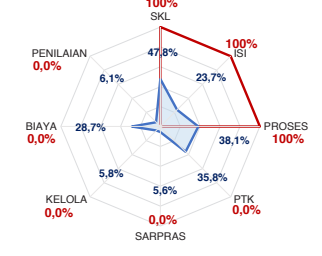 100%
SKL
47,8%
100%
ISI
23,7%
PENILAIAN
0,0%
6,1%
BIAYA
0,0%
28,7%
PROSES
100%
38,1%
5,8%
35,8%
KELOLA
0,0%
5,6%
PTK
0,0%
0,0%
SARPRAS